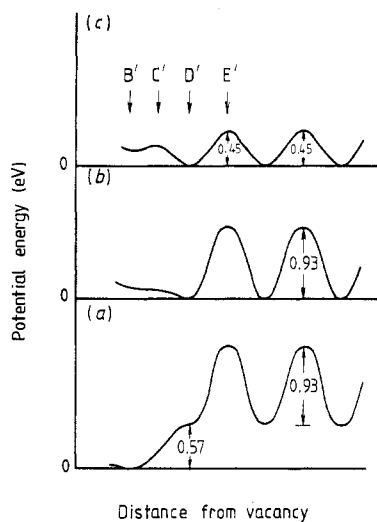 (c)
B' C' D' E'
0.45 0.45
0
(b)
0.93
0
(a)
0.93
0.57
0
Potential energy (eV)
Distance from vacancy